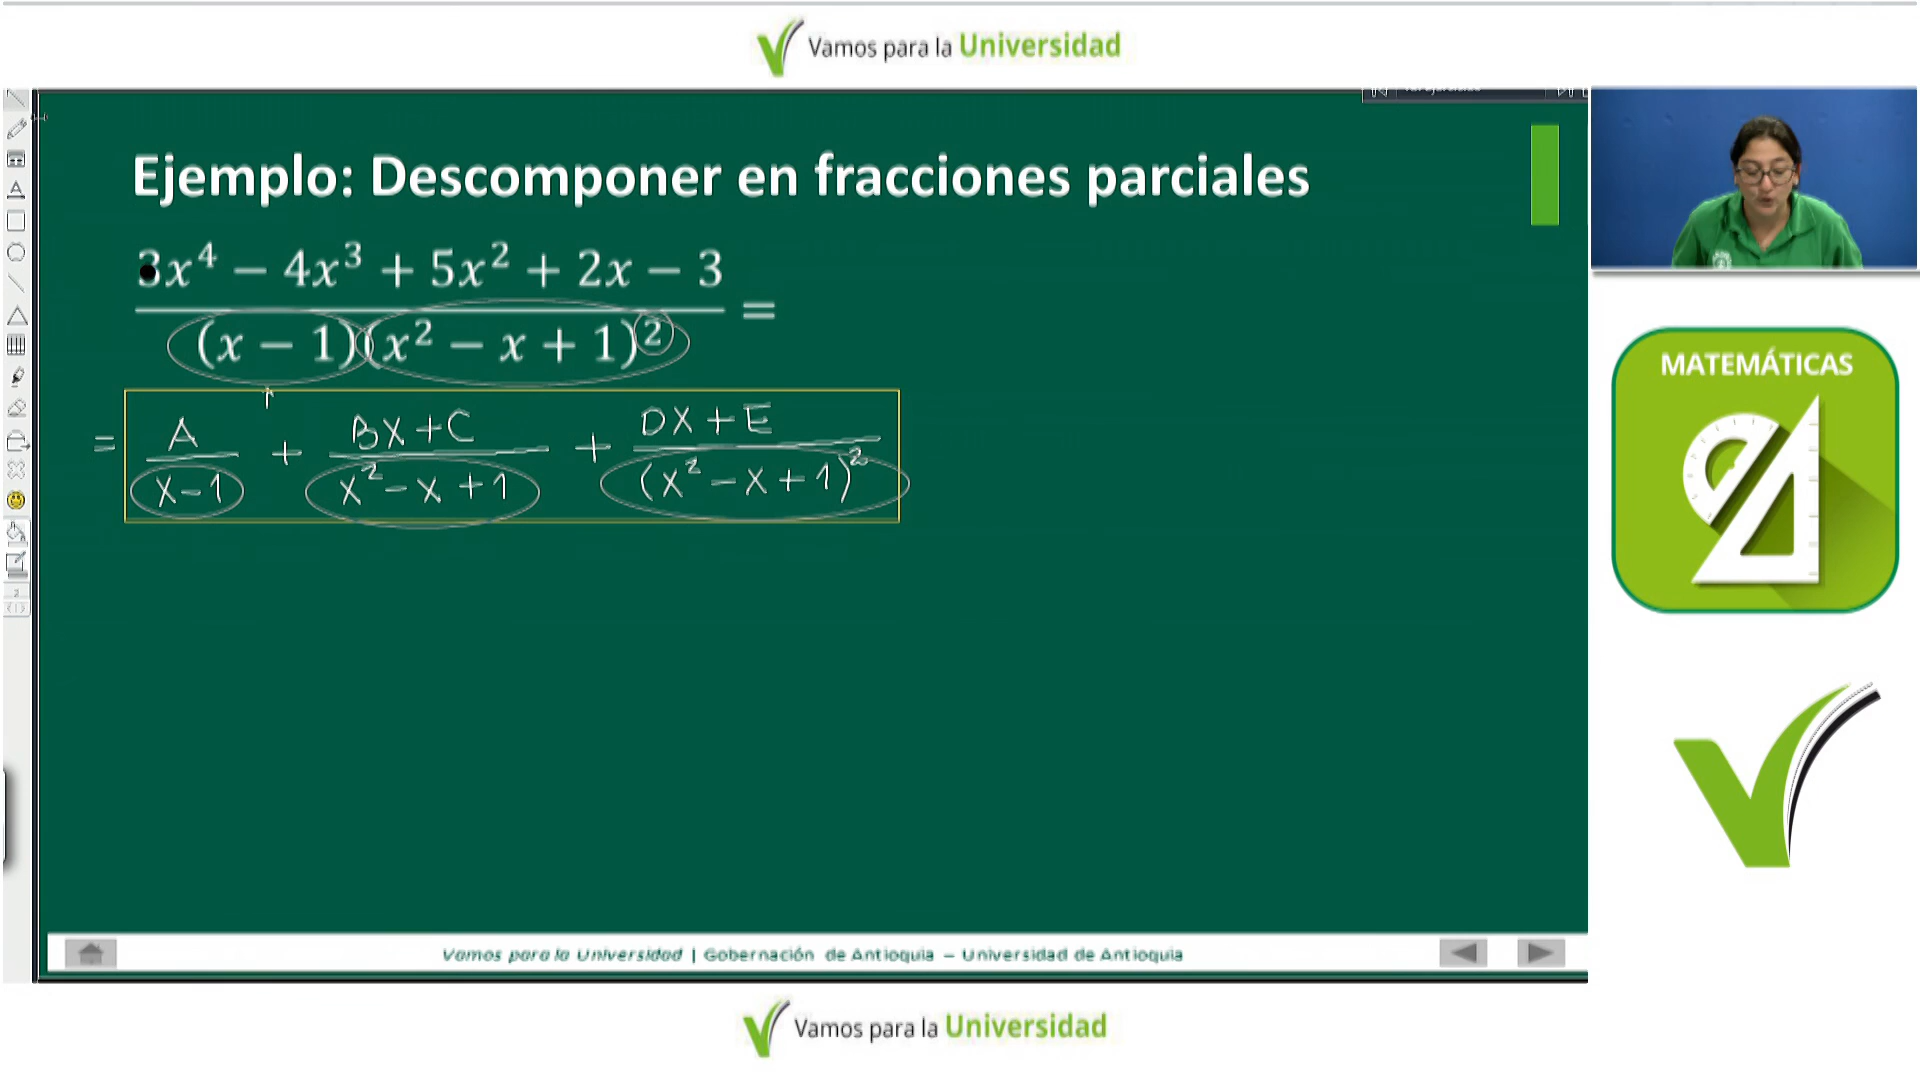 Vamos para la Universidad
Ejemplo: Descomponer en fracciones parciales
3x⁴ − 4x³ + 5x² + 2x − 3
=
(x − 1)(x² − x + 1)²
= A + BX+C + DX+E
X-1 X²-X+1 (X²-X+1)²
MATEMÁTICAS
Vamos para la Universidad | Gobernación de Antioquia – Universidad de Antioquia
Vamos para la Universidad